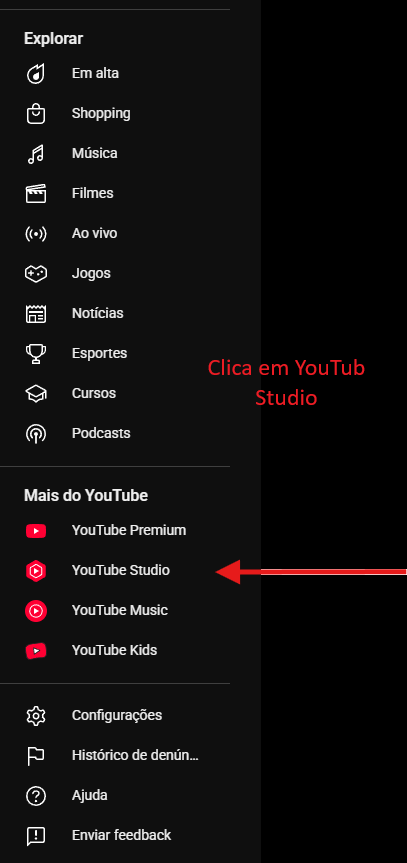 Explorar
Em alta
Shopping
Música
Filmes
Ao vivo
Jogos
Notícias
Esportes
Clica em YouTub
Studio
Cursos
Podcasts
Mais do YouTube
YouTube Premium
YouTube Studio
YouTube Music
YouTube Kids
Configurações
Histórico de denún...
Ajuda
Enviar feedback